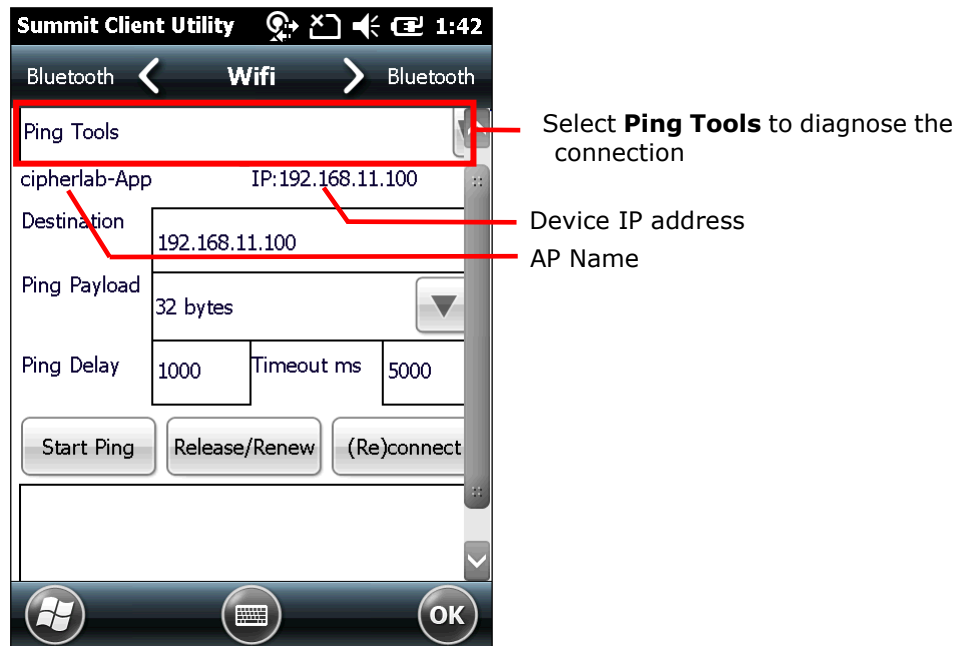 Summit Client Utility 1:42
Bluetooth Wifi Bluetooth
Ping Tools
Select Ping Tools to diagnose the
connection
cipherlab-App IP:192.168.11.100
Device IP address
AP Name
Destination 192.168.11.100
Ping Payload 32 bytes
Ping Delay 1000 Timeout ms 5000
Start Ping Release/Renew (Re)connect
OK